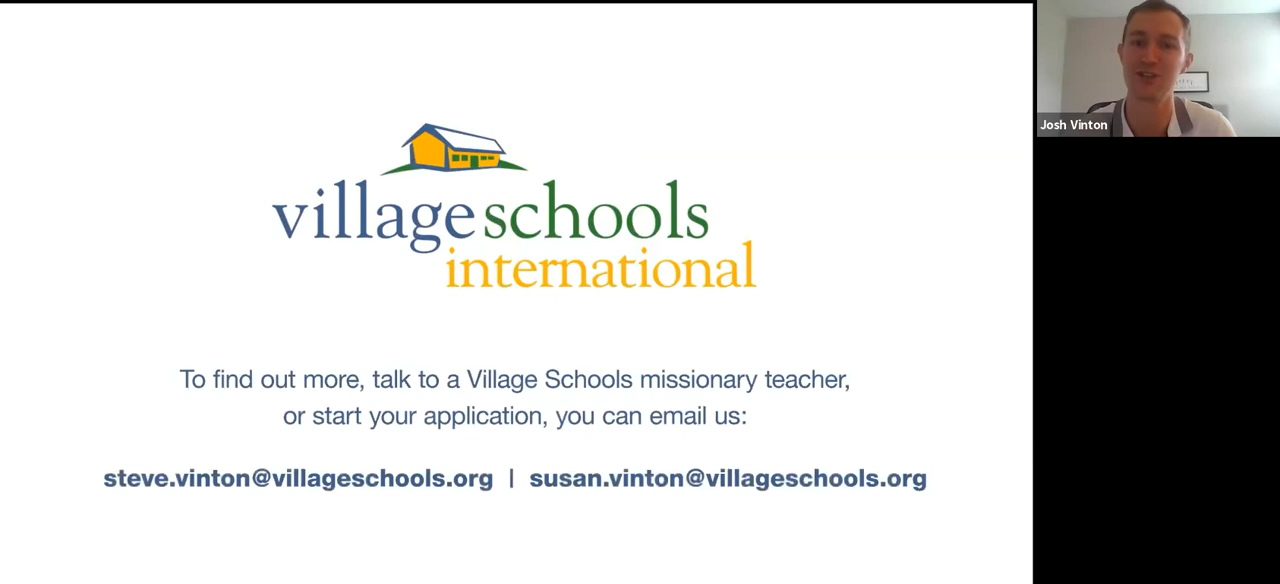 village schools
international
To find out more, talk to a Village Schools missionary teacher,
or start your application, you can email us:
steve.vinton@villageschools.org | susan.vinton@villageschools.org
Josh Vinton